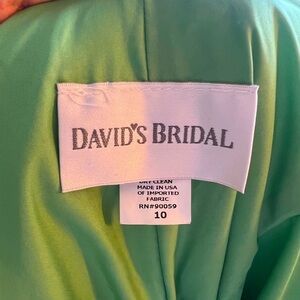 DAVID'S BRIDAL
DRY CLEAN
MADE IN USA
OF IMPORTED
FABRIC
RN#90059
10